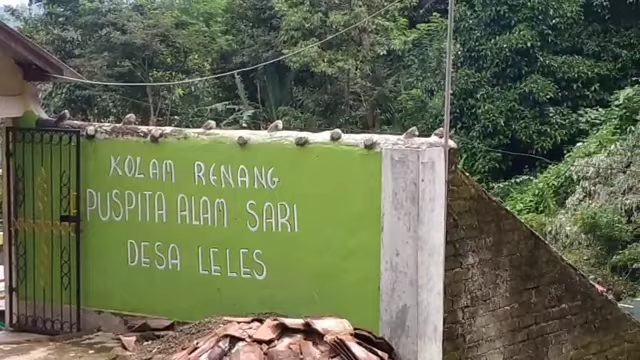 KOLAM RENANG
PUSPITA ALAM SARI
DESA LELES